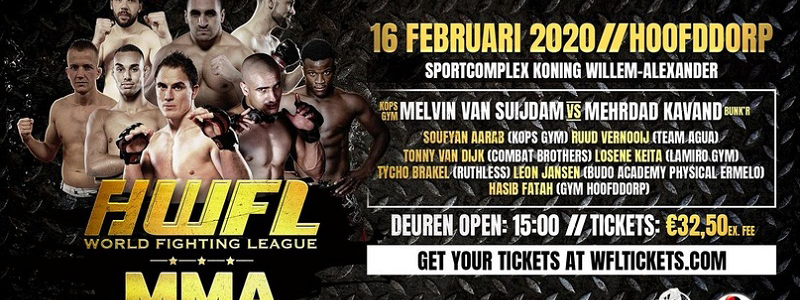 16 FEBRUARI 2020 // HOOFDDORP
SPORTCOMPLEX KONING WILLEM-ALEXANDER
KOPS GYM MELVIN VAN SUIJDAM VS MEHRDAD KAVAND BUNK'R
SOUFYAN AARAB (KOPS GYM) RUUD VERNOOIJ (TEAM AGUA)
TONNY VAN DIJK (COMBAT BROTHERS) LOSENE KEITA (LAMIRO GYM)
TYCHO BRAKEL (RUTHLESS) LEON JANSEN (BUDO ACADEMY PHYSICAL ERMELO)
HASIB FATAH (GYM HOOFDDORP)
DEUREN OPEN: 15:00 // TICKETS: €32,50 EX. FEE
GET YOUR TICKETS AT WFLTICKETS.COM
HWFL
WORLD FIGHTING LEAGUE
MMA